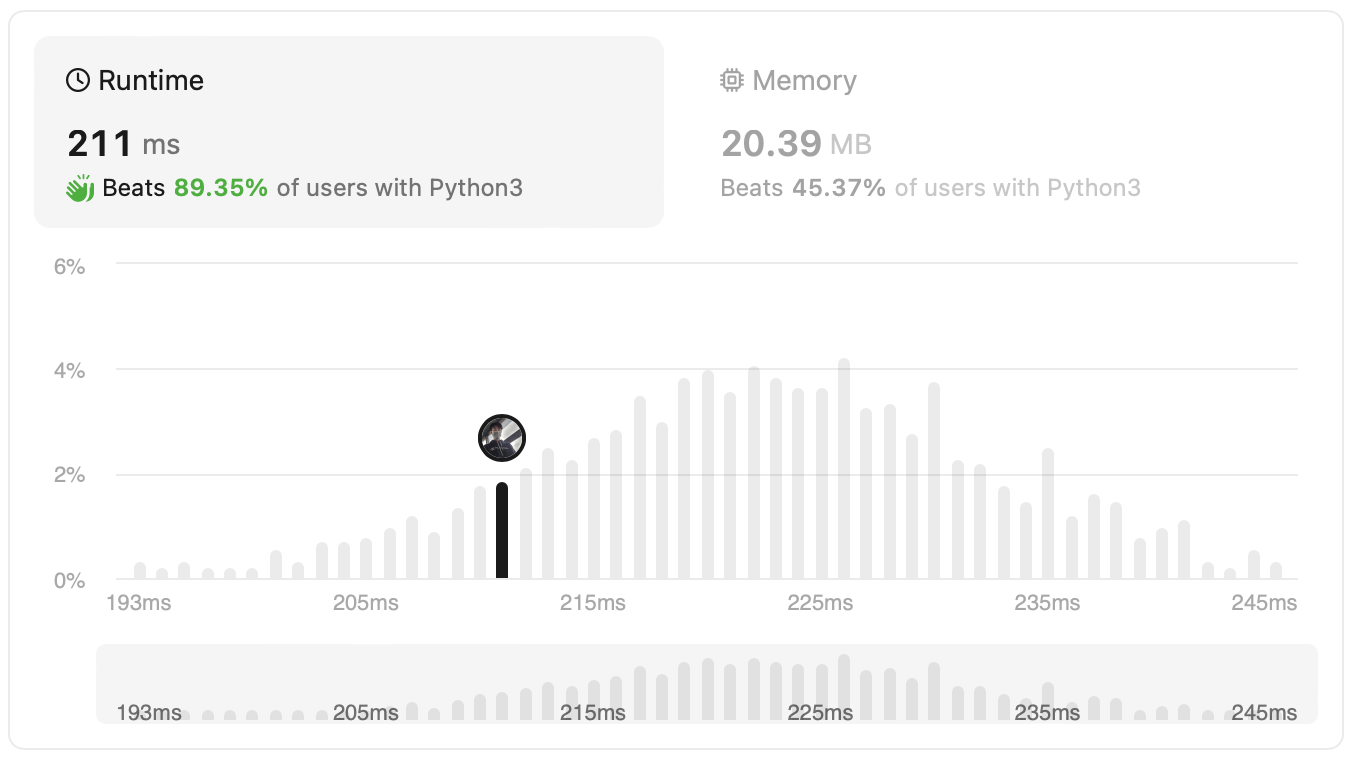 Runtime
211 ms
Beats 89.35% of users with Python3
Memory
20.39 MB
Beats 45.37% of users with Python3
6%
4%
2%
0%
193ms 205ms 215ms 225ms 235ms 245ms
193ms 205ms 215ms 225ms 235ms 245ms